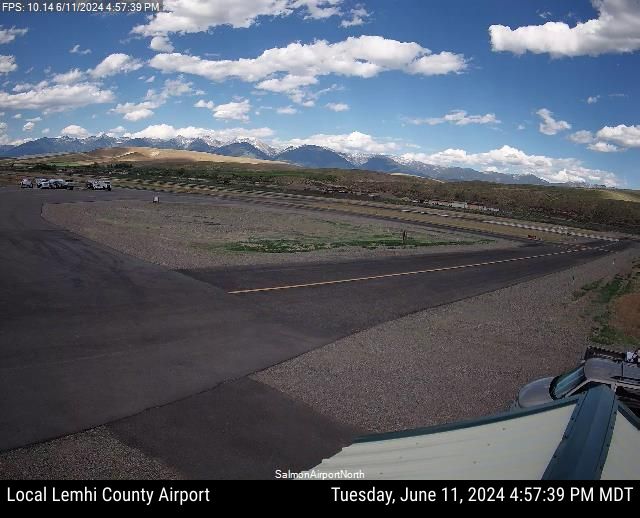 FPS: 10.14 6/11/2024 4:57:39 PM
SalmonAirportNorth
Local Lemhi County Airport
Tuesday, June 11, 2024 4:57:39 PM MDT